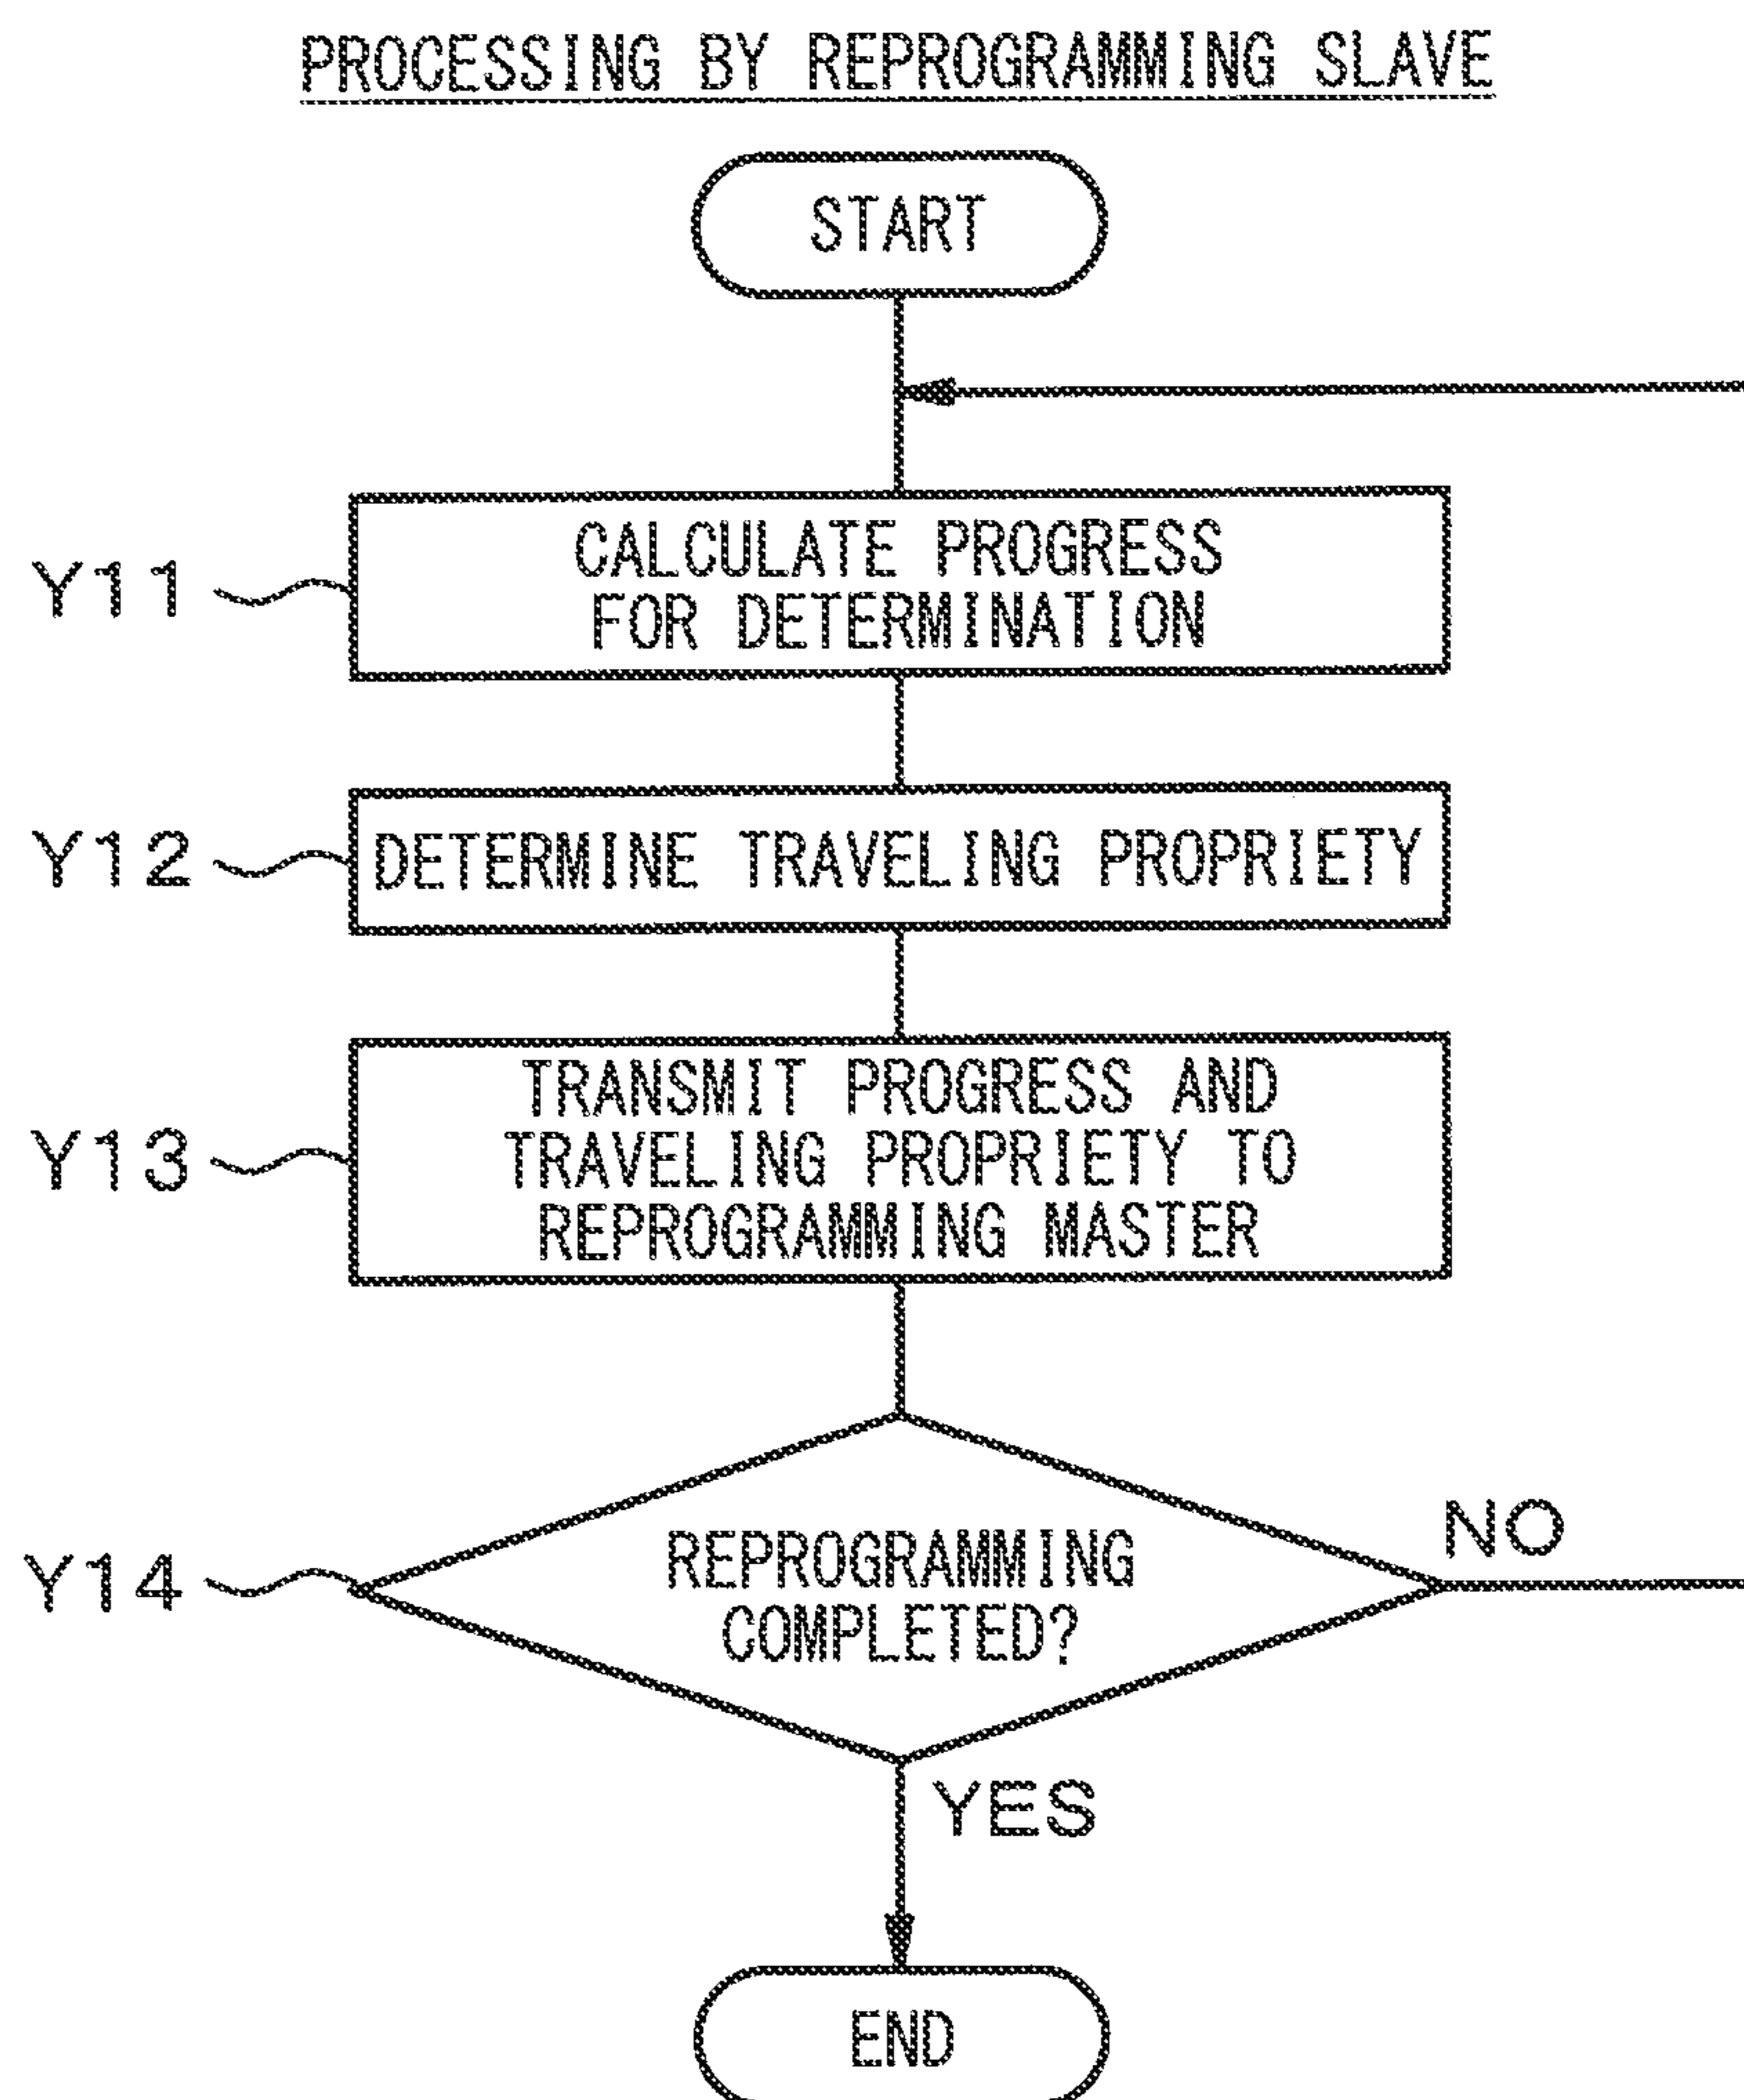 PROCESSING BY REPROGRAMMING SLAVE
START
Y11
CALCULATE PROGRESS
FOR DETERMINATION
Y12
DETERMINE TRAVELING PROPRIETY
Y13
TRANSMIT PROGRESS AND
TRAVELING PROPRIETY TO
REPROGRAMMING MASTER
Y14
REPROGRAMMING
COMPLETED?
NO
YES
END